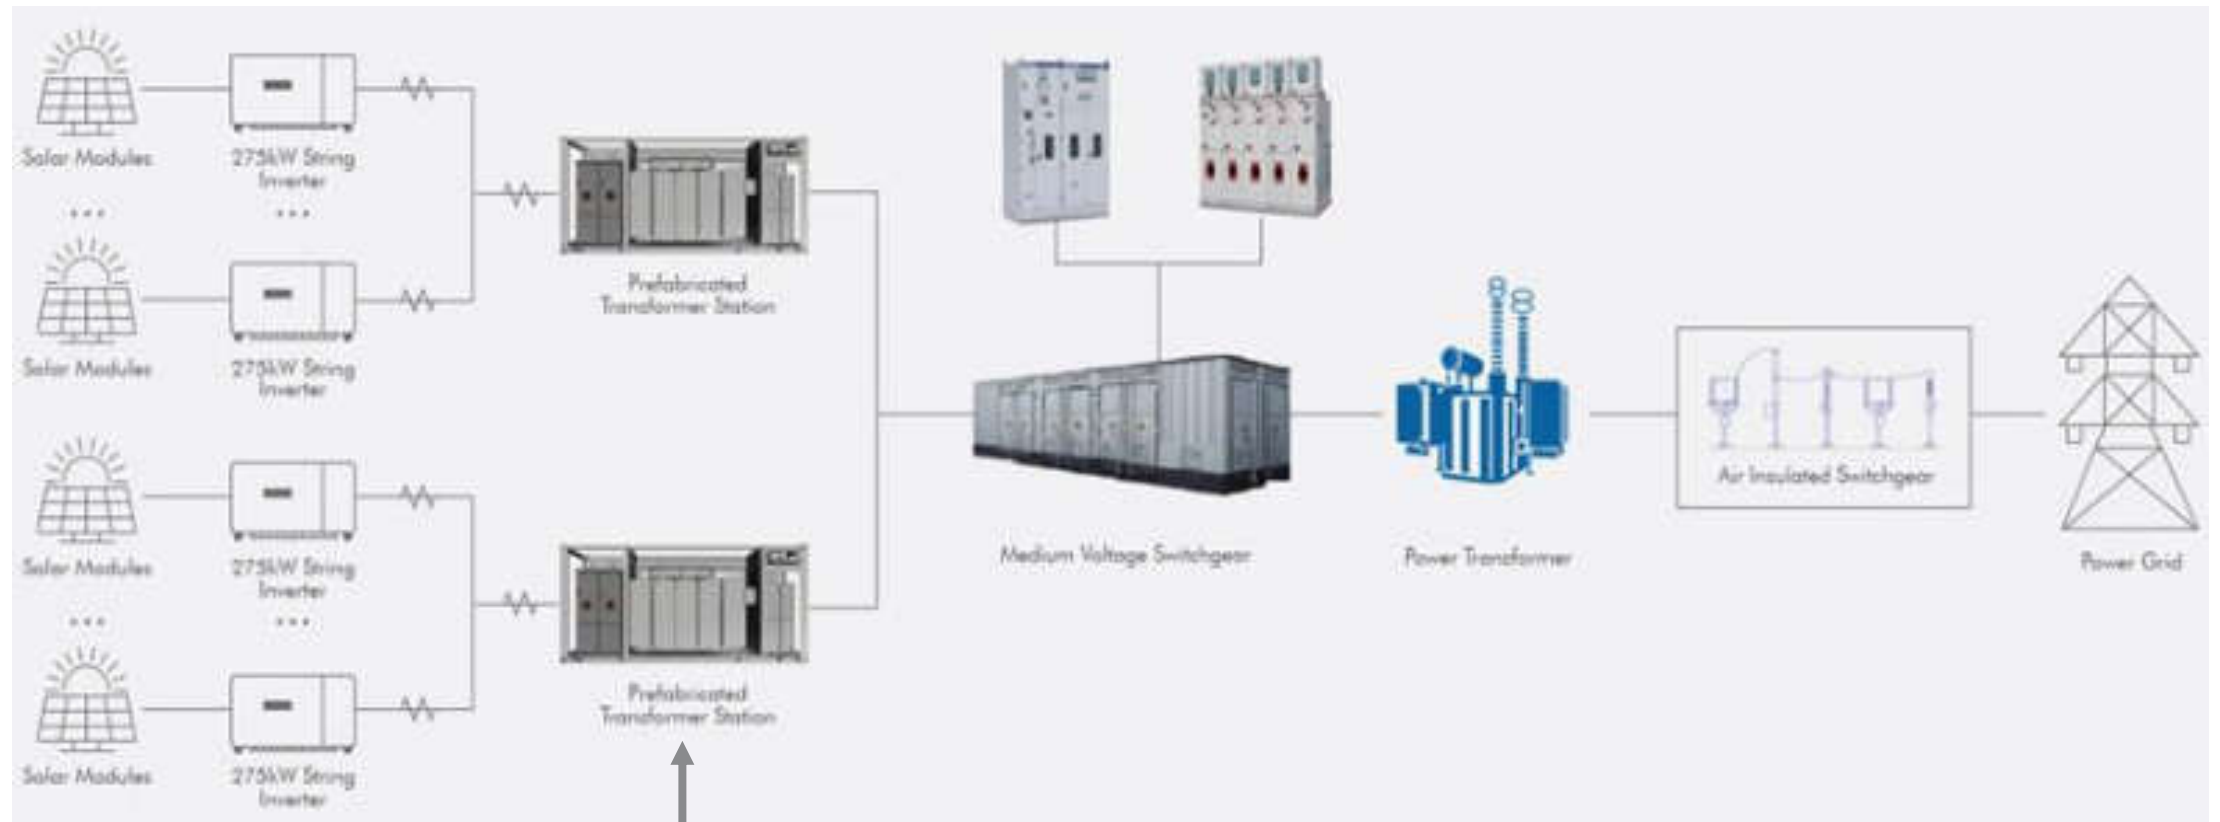 Solar Modules
275kW String
Inverter
...
...
Solar Modules
275kW String
Inverter
Prefabricated
Transformer Station
Solar Modules
275kW String
Inverter
...
...
Solar Modules
275kW String
Inverter
Prefabricated
Transformer Station
Medium Voltage Switchgear
Power Transformer
Air Insulated Switchgear
Power Grid